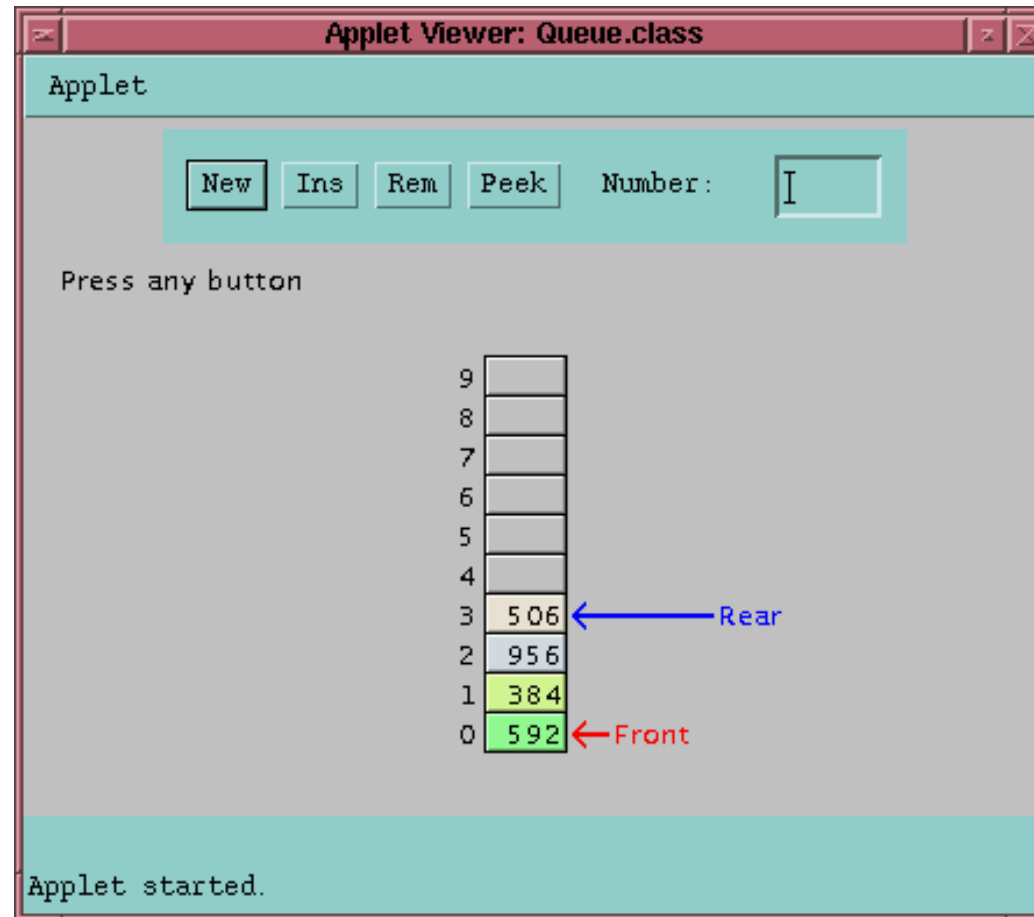 Applet Viewer: Queue.class
Applet
New Ins Rem Peek Number:
Press any button
9
8
7
6
5
4
3 506 Rear
2 956
1 384
0 592 Front
Applet started.